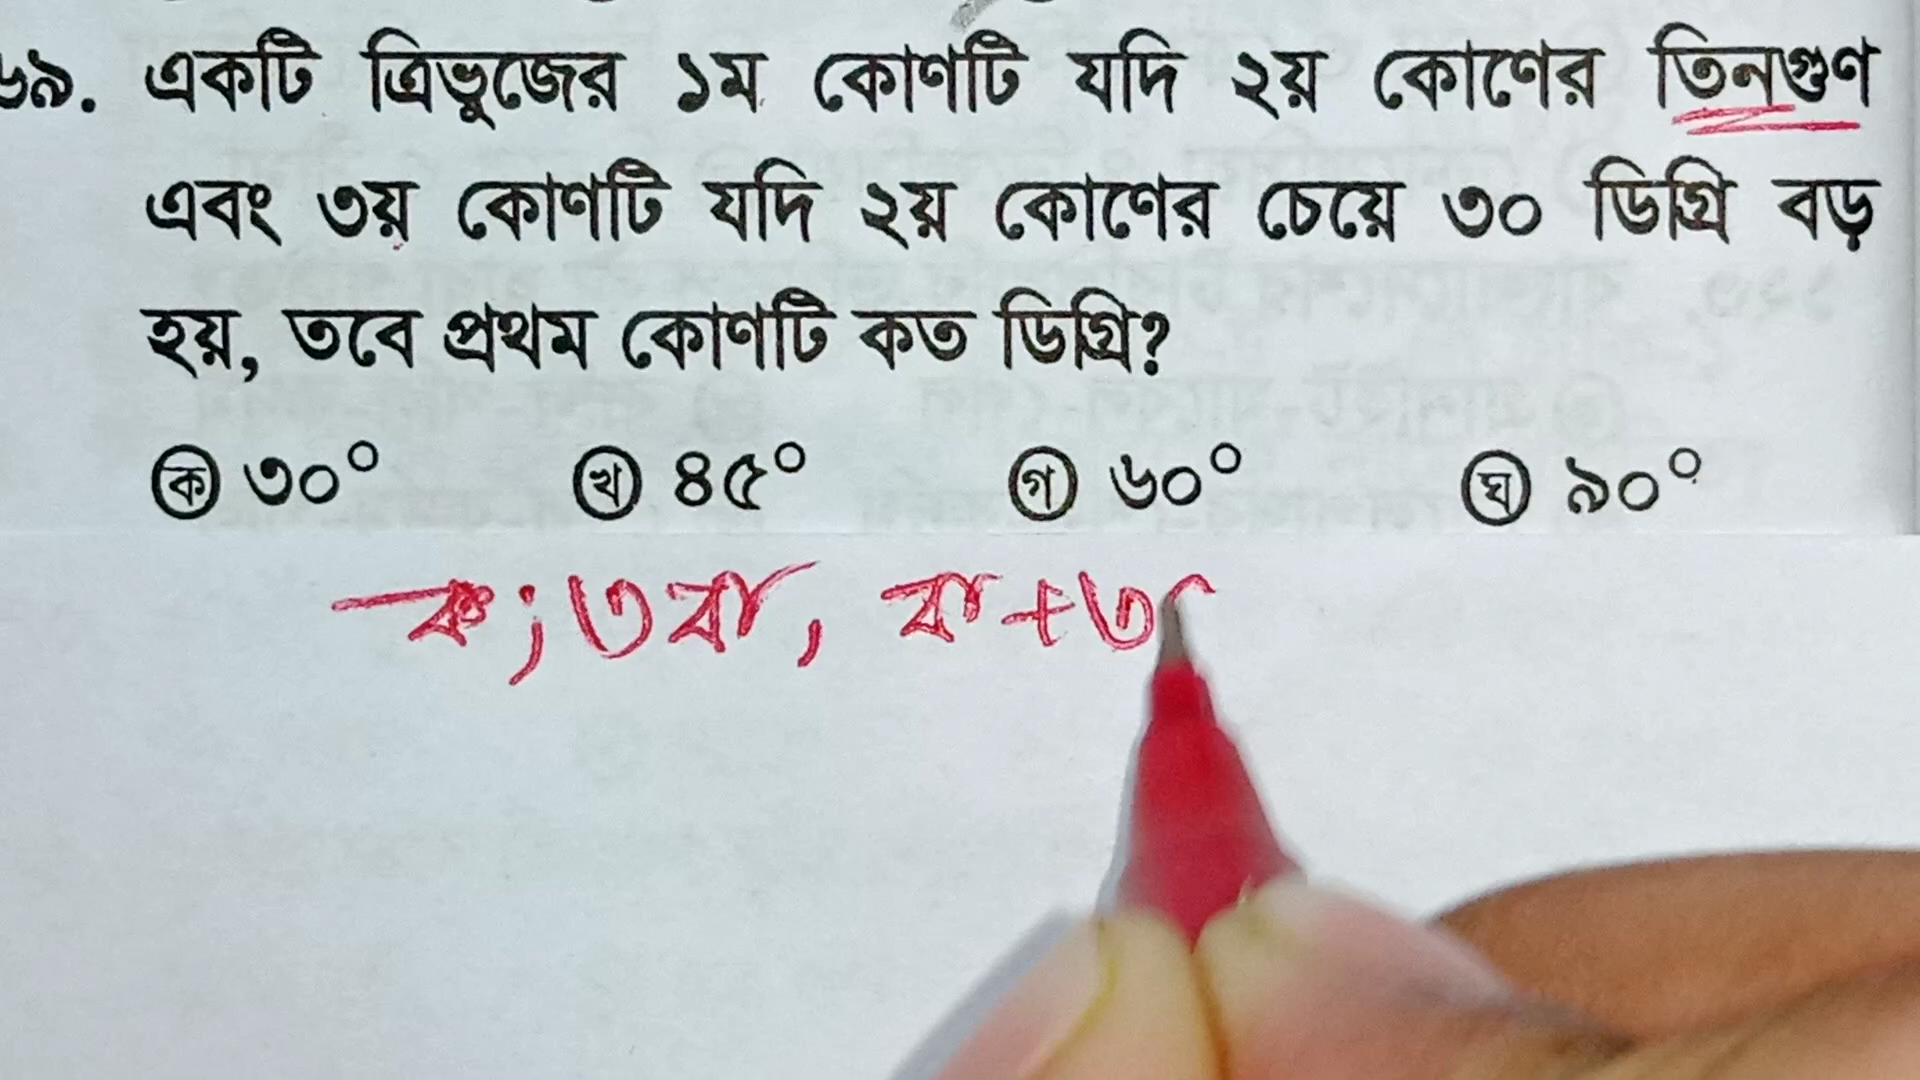 ৬৯. একটি ত্রিভুজের ১ম কোণটি যদি ২য় কোণের তিনগুণ
এবং ৩য় কোণটি যদি ২য় কোণের চেয়ে ৩০ ডিগ্রি বড়
হয়, তবে প্রথম কোণটি কত ডিগ্রি?
ক ৩০° খ ৪৫° গ ৬০° ঘ ৯০°
ক; ৩ক, ক+৩